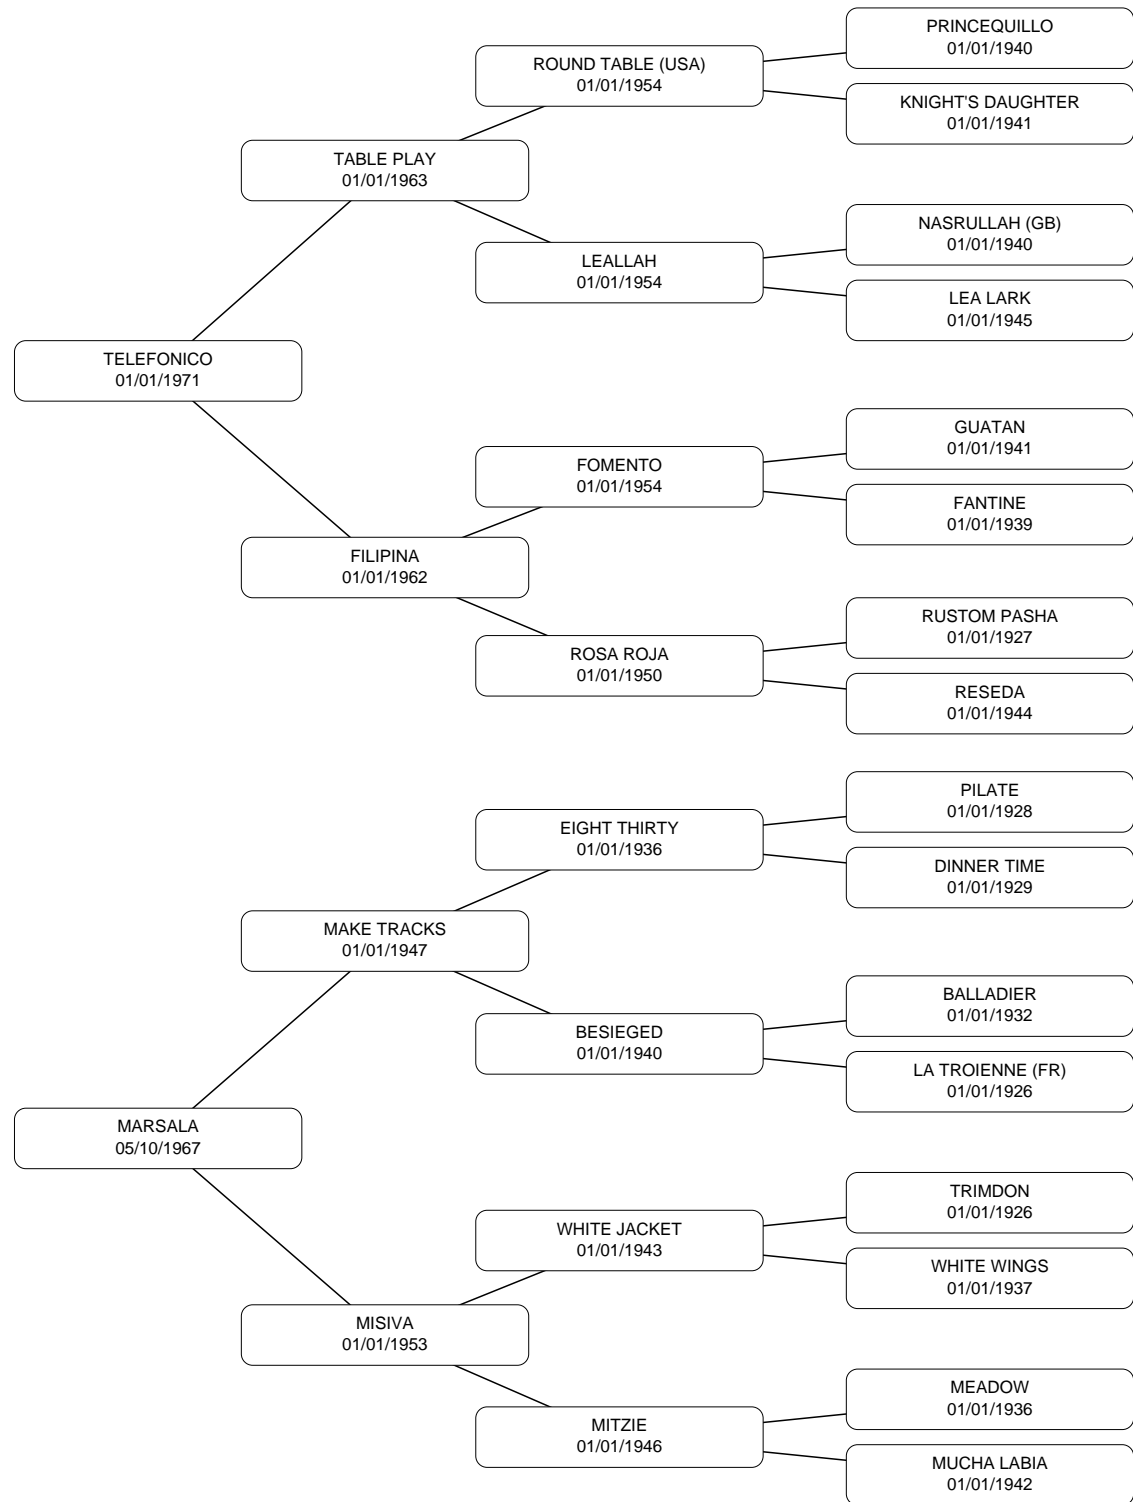 PRINCEQUILLO
01/01/1940
ROUND TABLE (USA)
01/01/1954
KNIGHT'S DAUGHTER
01/01/1941
TABLE PLAY
01/01/1963
NASRULLAH (GB)
01/01/1940
LEALLAH
01/01/1954
LEA LARK
01/01/1945
TELEFONICO
01/01/1971
GUATAN
01/01/1941
FOMENTO
01/01/1954
FANTINE
01/01/1939
FILIPINA
01/01/1962
RUSTOM PASHA
01/01/1927
ROSA ROJA
01/01/1950
RESEDA
01/01/1944
PILATE
01/01/1928
EIGHT THIRTY
01/01/1936
DINNER TIME
01/01/1929
MAKE TRACKS
01/01/1947
BALLADIER
01/01/1932
BESIEGED
01/01/1940
LA TROIENNE (FR)
01/01/1926
MARSALA
05/10/1967
TRIMDON
01/01/1926
WHITE JACKET
01/01/1943
WHITE WINGS
01/01/1937
MISIVA
01/01/1953
MEADOW
01/01/1936
MITZIE
01/01/1946
MUCHA LABIA
01/01/1942